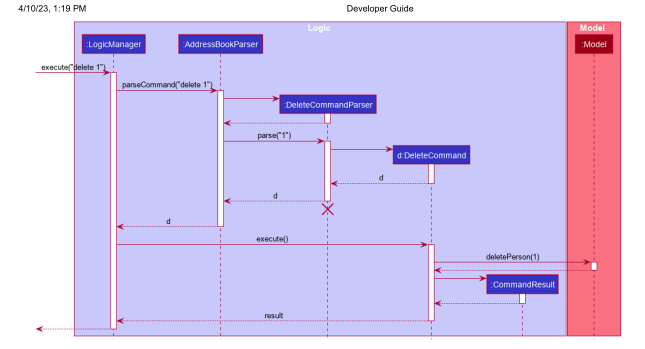 4/10/23, 1:19 PM Developer Guide
Logic Model
:LogicManager :AddressBookParser :Model
execute("delete 1")
parseCommand("delete 1")
:DeleteCommandParser
parse("1")
d:DeleteCommand
d
d
d
execute()
deletePerson(1)
:CommandResult
result